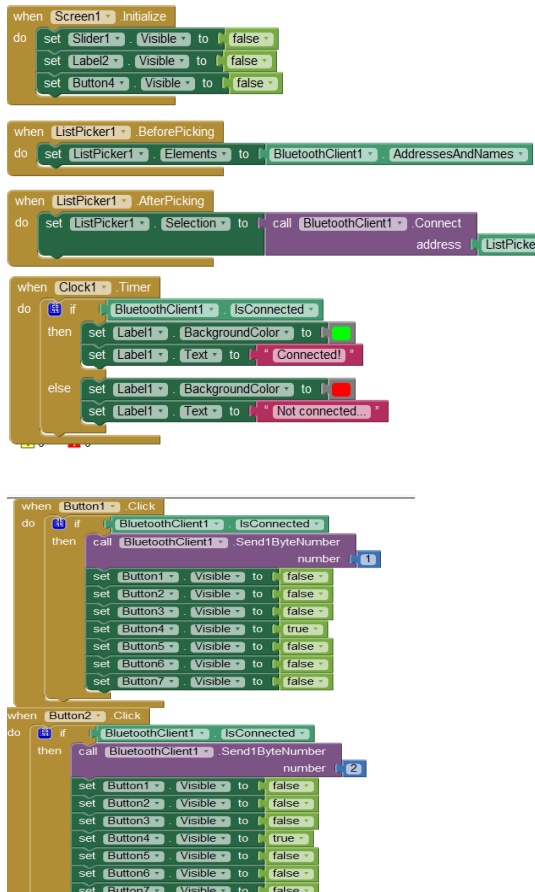 when Screen1 .Initialize
do set Slider1 . Visible to false
set Label2 . Visible to false
set Button4 . Visible to false
when ListPicker1 .BeforePicking
do set ListPicker1 . Elements to BluetoothClient1 . AddressesAndNames
when ListPicker1 .AfterPicking
do set ListPicker1 . Selection to call BluetoothClient1 .Connect
address ListPicke
when Clock1 .Timer
do if BluetoothClient1 . IsConnected
then set Label1 . BackgroundColor to
set Label1 . Text to " Connected! "
else set Label1 . BackgroundColor to
set Label1 . Text to " Not connected... "
when Button1 .Click
do if BluetoothClient1 . IsConnected
then call BluetoothClient1 .Send1ByteNumber
number 1
set Button1 . Visible to false
set Button2 . Visible to false
set Button3 . Visible to false
set Button4 . Visible to true
set Button5 . Visible to false
set Button6 . Visible to false
set Button7 . Visible to false
when Button2 .Click
do if BluetoothClient1 . IsConnected
then call BluetoothClient1 .Send1ByteNumber
number 2
set Button1 . Visible to false
set Button2 . Visible to false
set Button3 . Visible to false
set Button4 . Visible to true
set Button5 . Visible to false
set Button6 . Visible to false
set Button7 . Visible to false